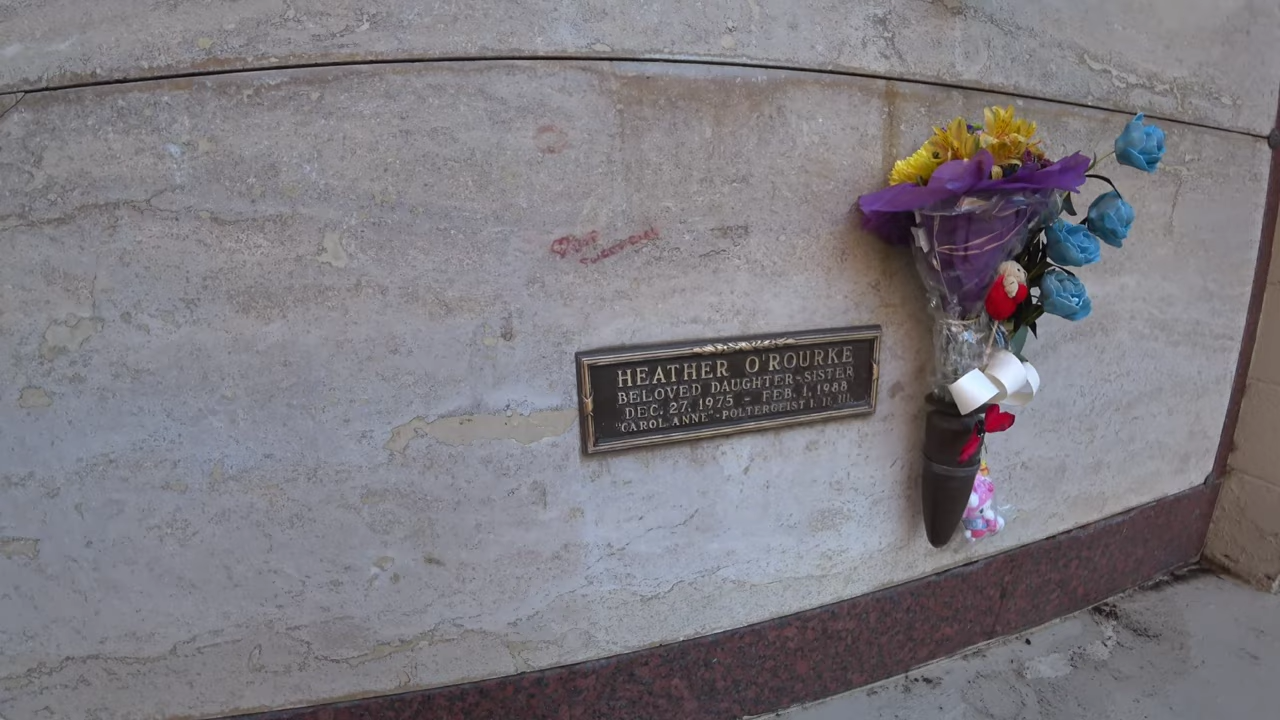 HEATHER O'ROURKE
BELOVED DAUGHTER-SISTER
DEC. 27, 1975 - FEB. 1, 1988
"CAROL ANNE"-POLTERGEIST I, II, III,